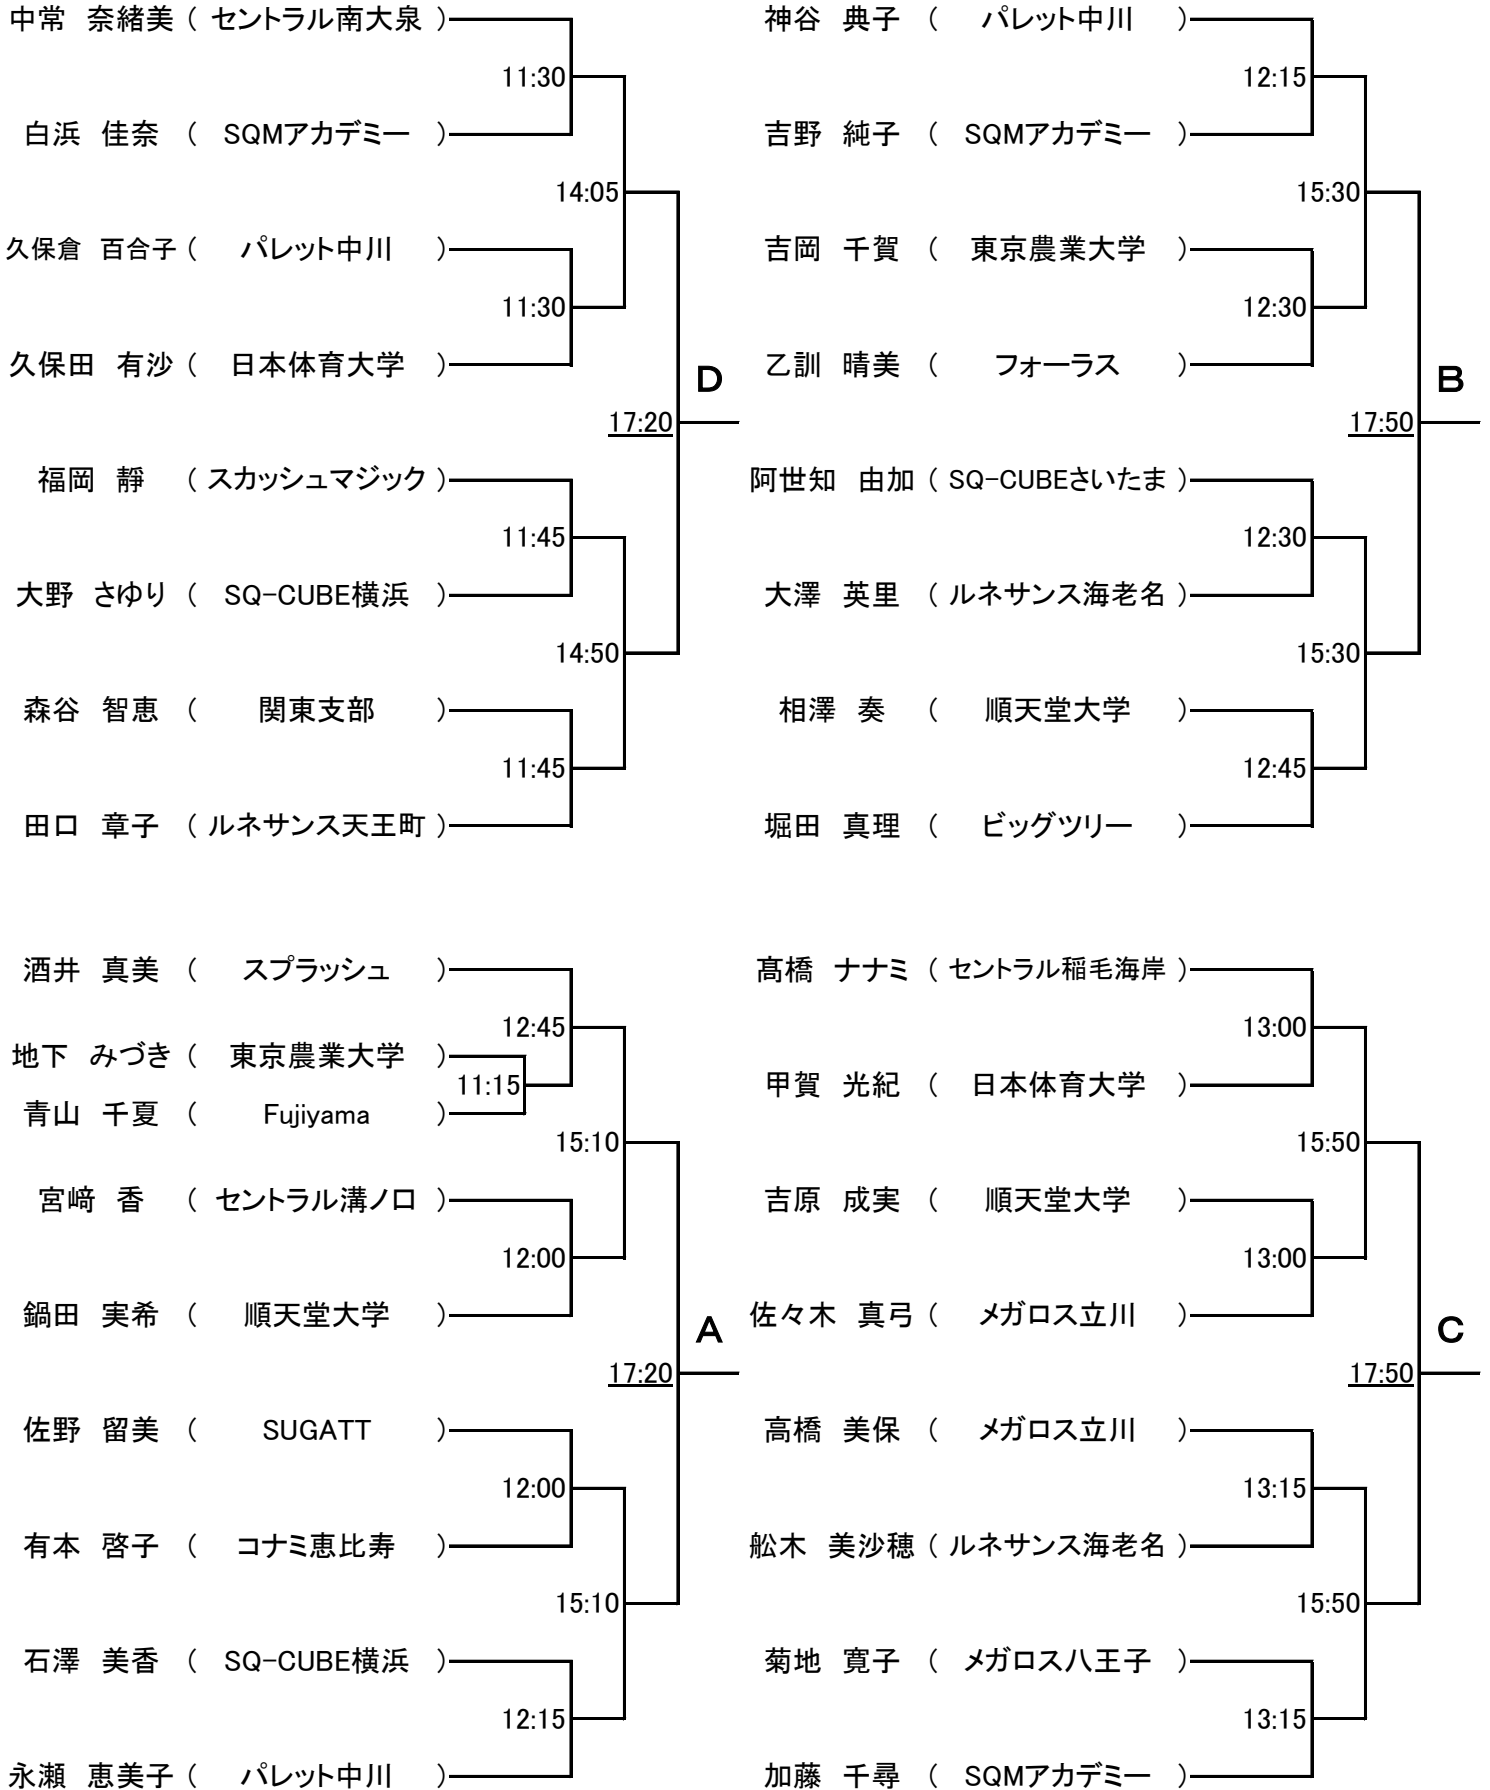 中常 奈緒美 ( セントラル南大泉 )
11:30
白浜 佳奈 ( SQMアカデミー )
14:05
久保倉 百合子 ( パレット中川 )
11:30
久保田 有沙 ( 日本体育大学 )
D
17:20
福岡 靜 ( スカッシュマジック )
11:45
大野 さゆり ( SQ-CUBE横浜 )
14:50
森谷 智恵 ( 関東支部 )
11:45
田口 章子 ( ルネサンス天王町 )
神谷 典子 ( パレット中川 )
12:15
吉野 純子 ( SQMアカデミー )
15:30
吉岡 千賀 ( 東京農業大学 )
12:30
乙訓 晴美 ( フォーラス )
B
17:50
阿世知 由加 ( SQ-CUBEさいたま )
12:30
大澤 英里 ( ルネサンス海老名 )
15:30
相澤 奏 ( 順天堂大学 )
12:45
堀田 真理 ( ビッグツリー )
酒井 真美 ( スプラッシュ )
12:45
地下 みづき ( 東京農業大学 )
11:15
青山 千夏 ( Fujiyama )
15:10
宮﨑 香 ( セントラル溝ノ口 )
12:00
鍋田 実希 ( 順天堂大学 )
A
17:20
佐野 留美 ( SUGATT )
12:00
有本 啓子 ( コナミ恵比寿 )
15:10
石澤 美香 ( SQ-CUBE横浜 )
12:15
永瀬 恵美子 ( パレット中川 )
髙橋 ナナミ ( セントラル稲毛海岸 )
13:00
甲賀 光紀 ( 日本体育大学 )
15:50
吉原 成実 ( 順天堂大学 )
13:00
佐々木 真弓 ( メガロス立川 )
C
17:50
高橋 美保 ( メガロス立川 )
13:15
舩木 美沙穂 ( ルネサンス海老名 )
15:50
菊地 寛子 ( メガロス八王子 )
13:15
加藤 千尋 ( SQMアカデミー )